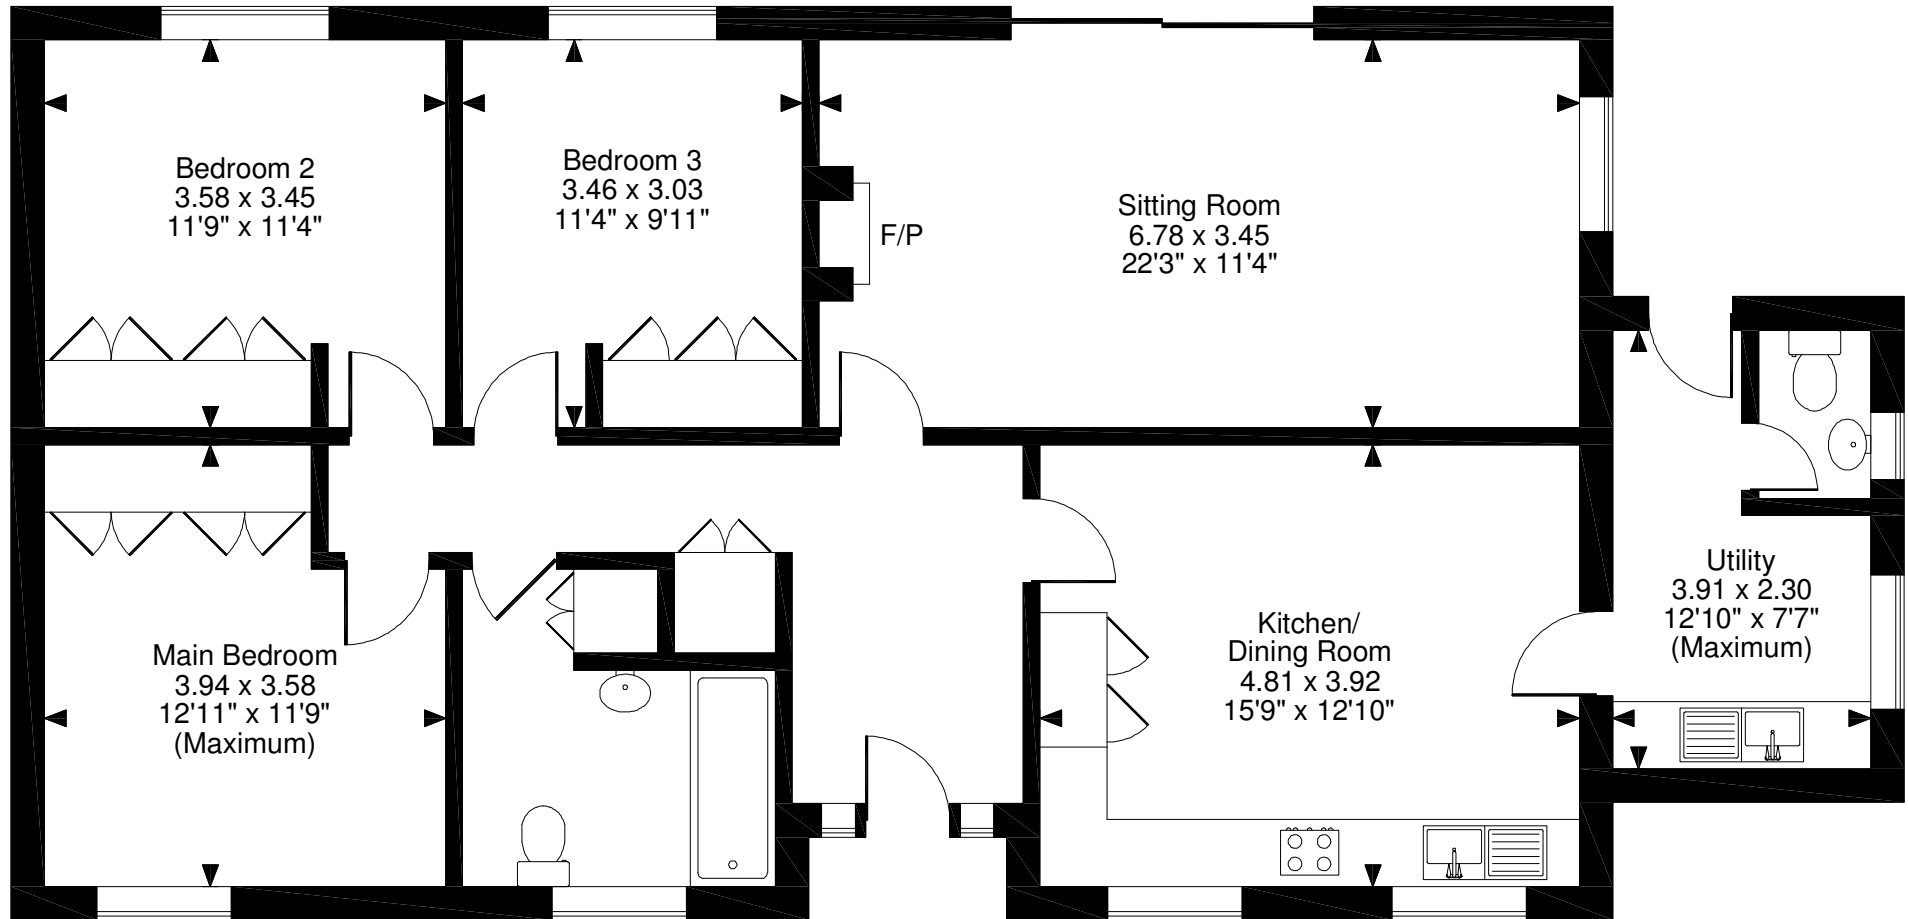 Bedroom 2
3.58 x 3.45
11'9" x 11'4"
Bedroom 3
3.46 x 3.03
11'4" x 9'11"
F/P
Sitting Room
6.78 x 3.45
22'3" x 11'4"
Main Bedroom
3.94 x 3.58
12'11" x 11'9"
(Maximum)
Kitchen/
Dining Room
4.81 x 3.92
15'9" x 12'10"
Utility
3.91 x 2.30
12'10" x 7'7"
(Maximum)